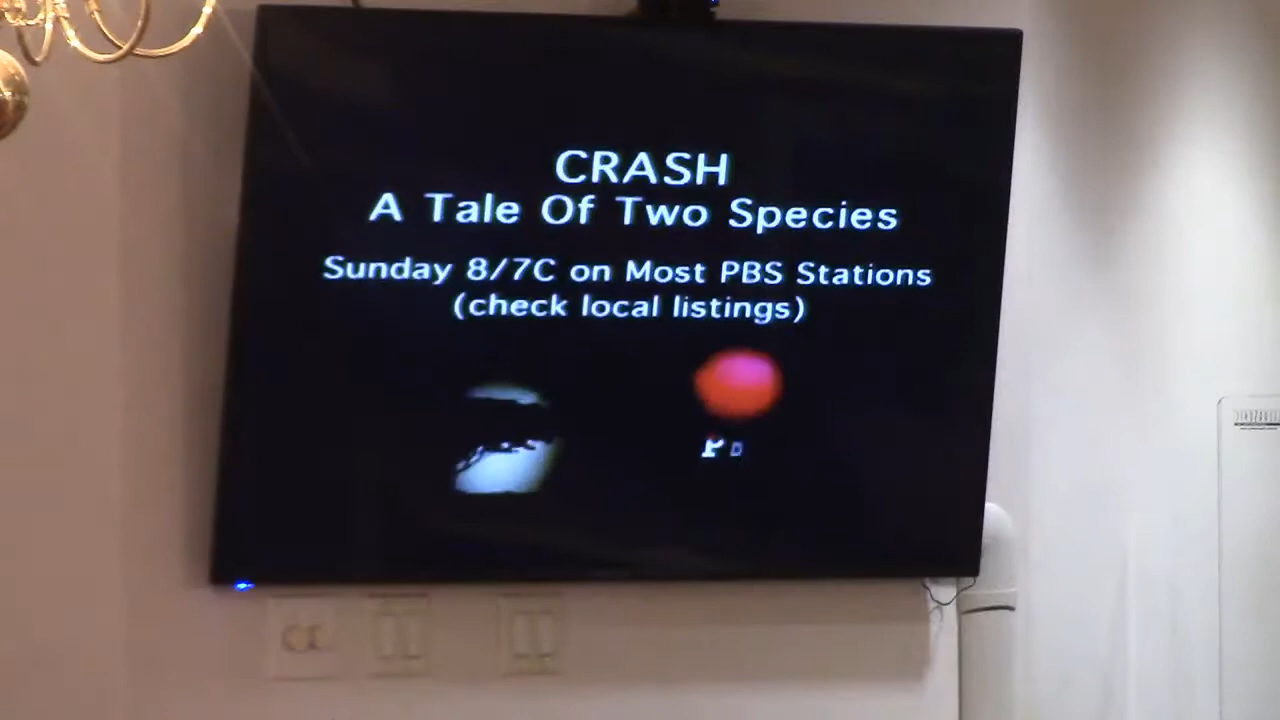 CRASH
A Tale Of Two Species
Sunday 8/7C on Most PBS Stations
(check local listings)